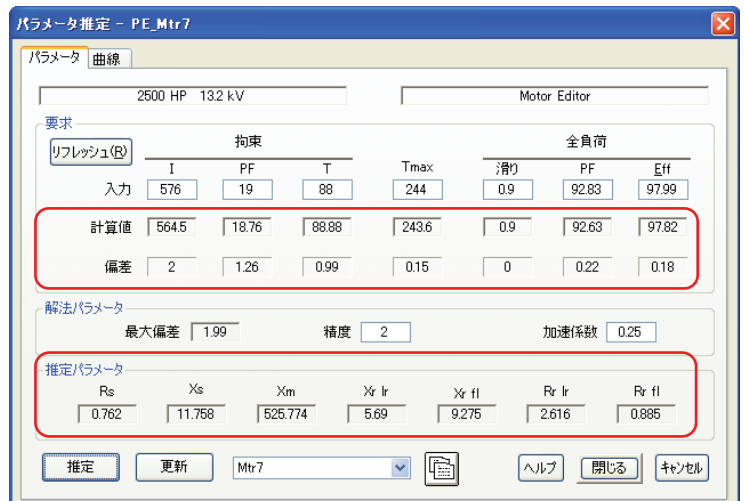 パラメータ推定 - PE_Mtr7
パラメータ 曲線
2500 HP 13.2 kV Motor Editor
要求
リフレッシュ(R) 拘束 全負荷
I PF T Tmax 滑り PF Eff
入力 576 19 88 244 0.9 92.83 97.99
計算値 564.5 18.76 88.88 243.6 0.9 92.63 97.82
偏差 2 1.26 0.99 0.15 0 0.22 0.18
解法パラメータ
最大偏差 1.99 精度 2 加速係数 0.25
推定パラメータ
Rs Xs Xm Xr lr Xr fl Rr lr Rr fl
0.762 11.758 525.774 5.69 9.275 2.616 0.885
推定 更新 Mtr7 ヘルプ 閉じる キャンセル